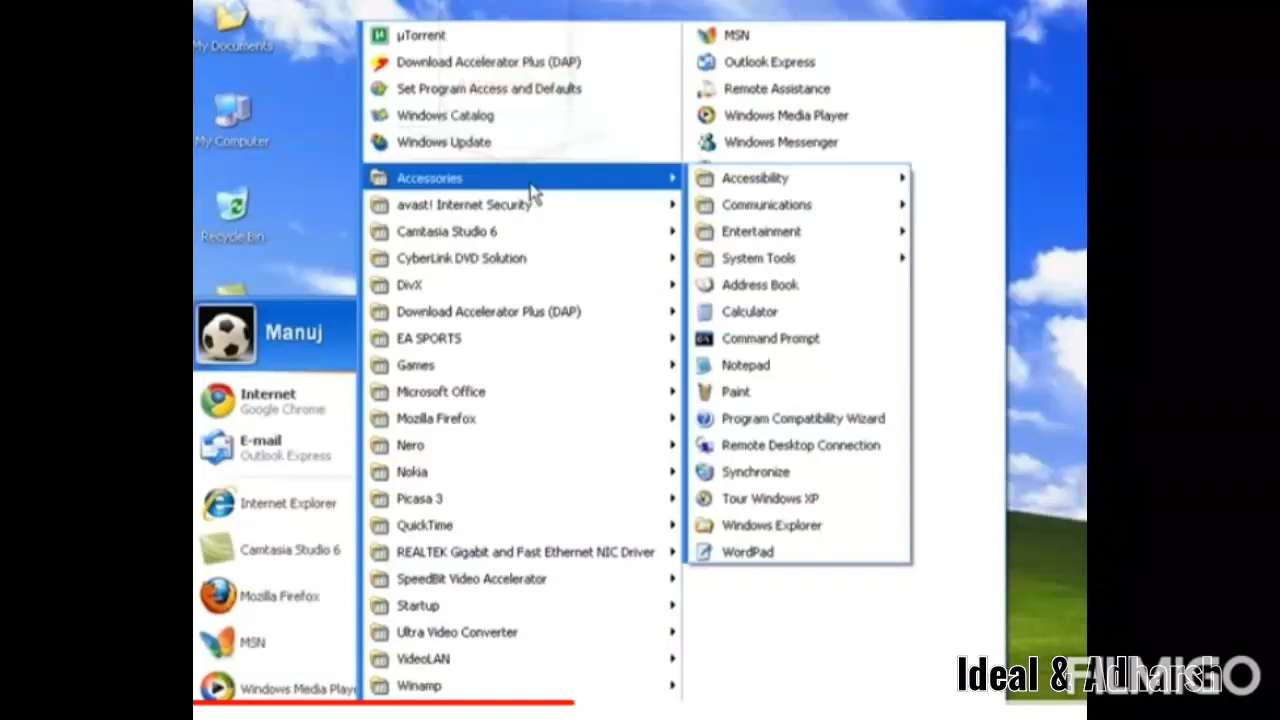 My Documents
My Computer
Recycle Bin
Manuj
Internet
Google Chrome
E-mail
Outlook Express
Internet Explorer
Camtasia Studio 6
Mozilla Firefox
MSN
Windows Media Playe
µTorrent
Download Accelerator Plus (DAP)
Set Program Access and Defaults
Windows Catalog
Windows Update
Accessories
avast! Internet Security
Camtasia Studio 6
CyberLink DVD Solution
DivX
Download Accelerator Plus (DAP)
EA SPORTS
Games
Microsoft Office
Mozilla Firefox
Nero
Nokia
Picasa 3
QuickTime
REALTEK Gigabit and Fast Ethernet NIC Driver
SpeedBit Video Accelerator
Startup
Ultra Video Converter
VideoLAN
Winamp
MSN
Outlook Express
Remote Assistance
Windows Media Player
Windows Messenger
Accessibility
Communications
Entertainment
System Tools
Address Book
Calculator
Command Prompt
Notepad
Paint
Program Compatibility Wizard
Remote Desktop Connection
Synchronize
Tour Windows XP
Windows Explorer
WordPad
Ideal & Adharsh
FILMIGO